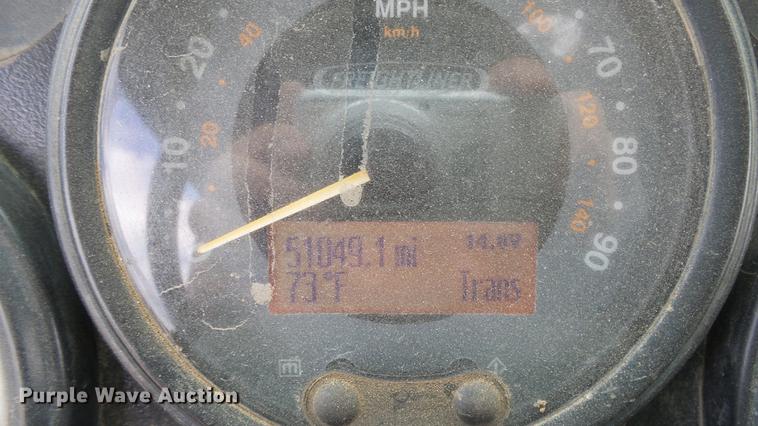 MPH
km/h
20
40
100
70
FREIGHTLINER
10
20
120
80
140
90
51049.1 mi
14.0V
73°F
Trans
m
Purple Wave Auction